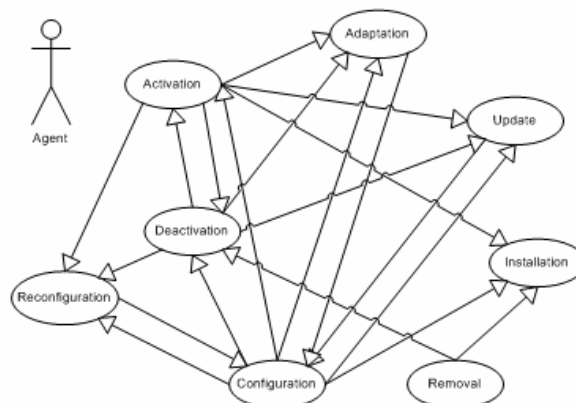 Adaptation
Activation
Update
Agent
Deactivation
Installation
Reconfiguration
Configuration
Removal